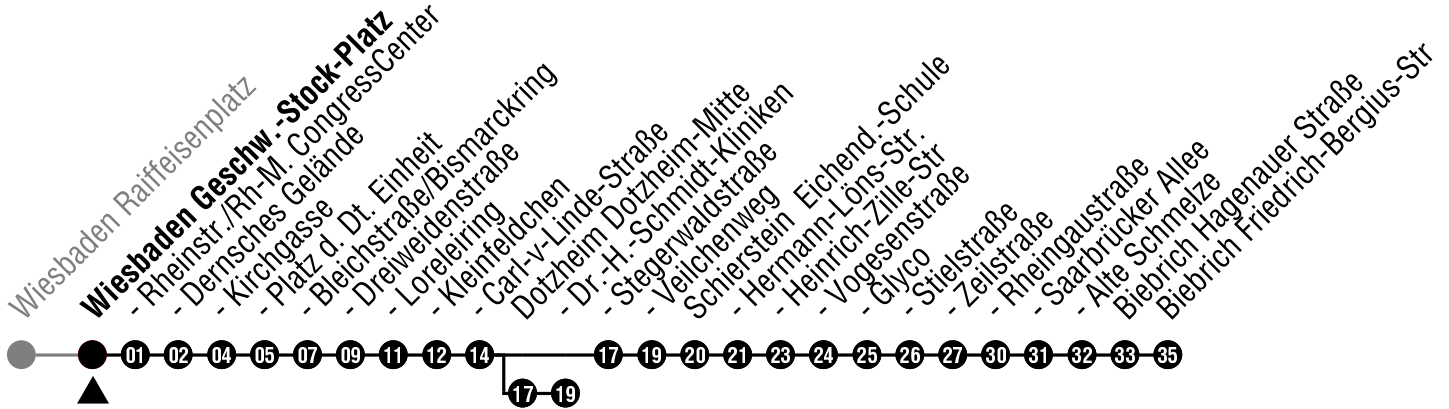 Wiesbaden Raiffeisenplatz
Wiesbaden Geschw.-Stock-Platz
- Rheinstr./Rh-M. CongressCenter
- Dernsches Gelände
- Kirchgasse
- Platz d. Dt. Einheit
- Bleichstraße/Bismarckring
- Dreiweidenstraße
- Loreleiring
- Kleinfeldchen
- Carl-v-Linde-Straße
Dotzheim Dotzheim-Mitte
- Dr.-H.-Schmidt-Kliniken
- Stegerwaldstraße
- Veilchenweg
Schierstein Eichend.-Schule
- Hermann-Löns-Str.
- Heinrich-Zille-Str
- Vogesenstraße
- Glyco
- Stielstraße
- Zeilstraße
- Rheingaustraße
- Saarbrücker Allee
- Alte Schmelze
Biebrich Hagenauer Straße
Biebrich Friedrich-Bergius-Str
01 02 04 05 07 09 11 12 14 17 19 20 21 23 24 25 26 27 30 31 32 33 35
17 19